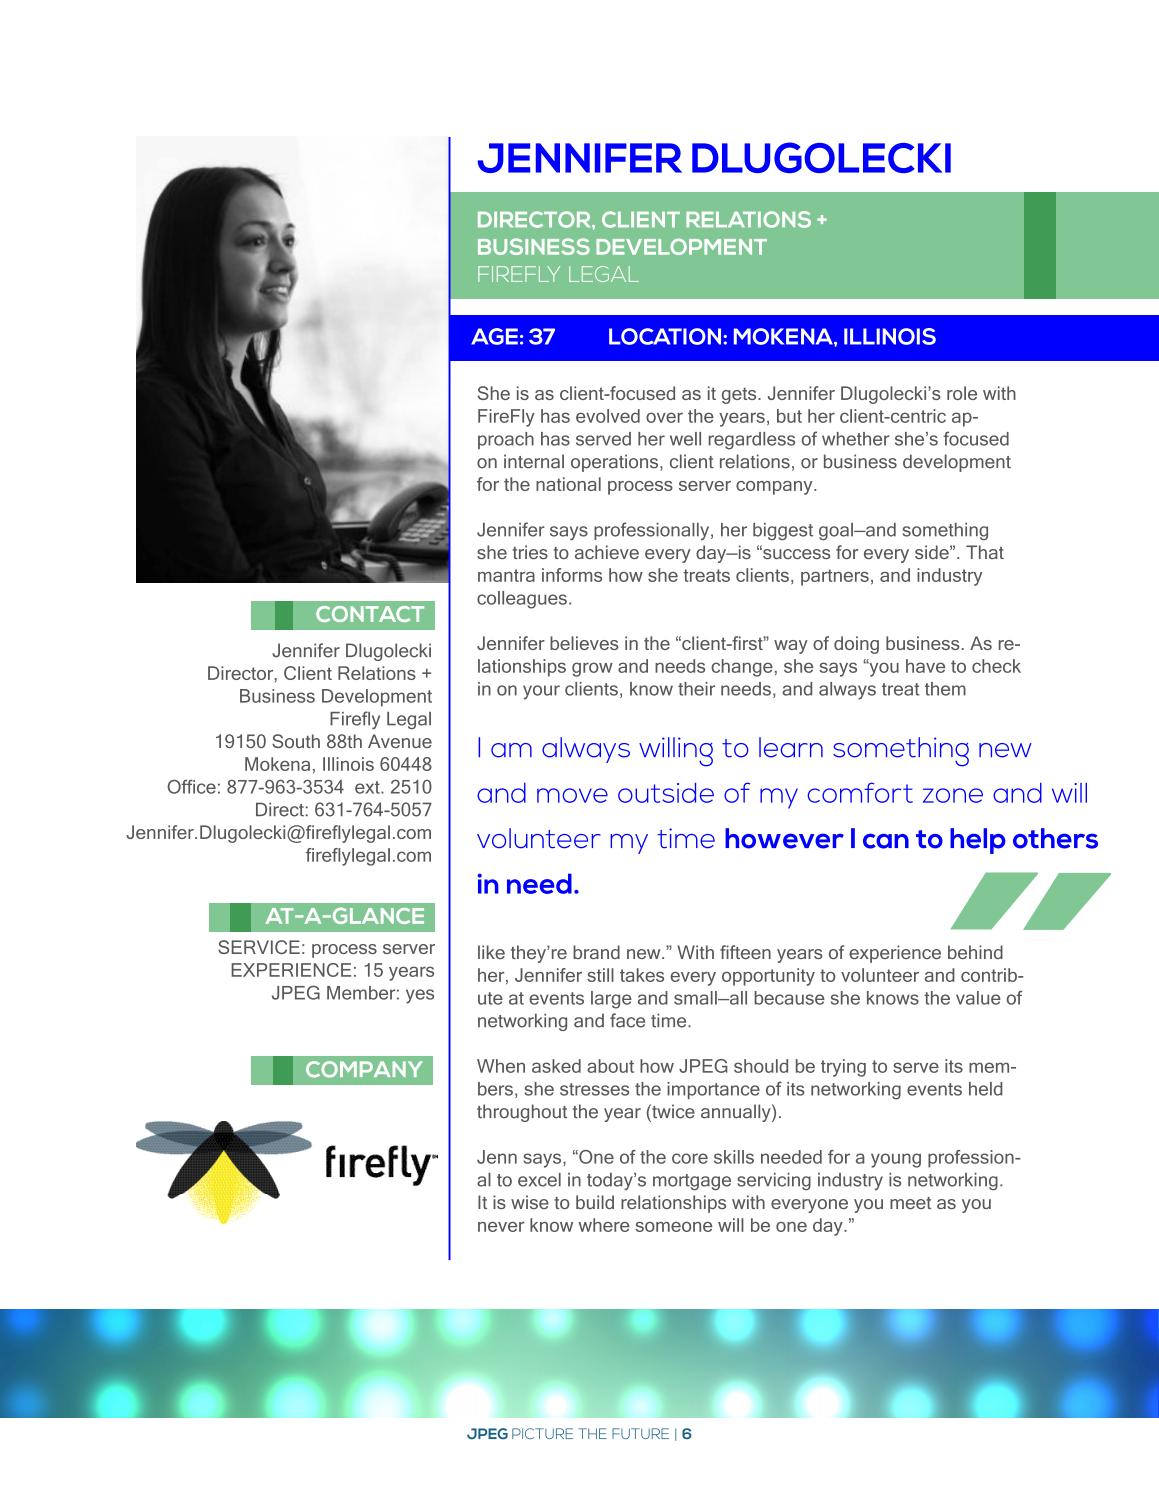 JENNIFER DLUGOLECKI
DIRECTOR, CLIENT RELATIONS +
BUSINESS DEVELOPMENT
FIREFLY LEGAL
AGE: 37 LOCATION: MOKENA, ILLINOIS
She is as client-focused as it gets. Jennifer Dlugolecki’s role with
FireFly has evolved over the years, but her client-centric ap-
proach has served her well regardless of whether she’s focused
on internal operations, client relations, or business development
for the national process server company.
Jennifer says professionally, her biggest goal—and something
she tries to achieve every day—is “success for every side”. That
mantra informs how she treats clients, partners, and industry
colleagues.
Jennifer believes in the “client-first” way of doing business. As re-
lationships grow and needs change, she says “you have to check
in on your clients, know their needs, and always treat them
I am always willing to learn something new
and move outside of my comfort zone and will
volunteer my time however I can to help others
in need.
like they’re brand new.” With fifteen years of experience behind
her, Jennifer still takes every opportunity to volunteer and contrib-
ute at events large and small—all because she knows the value of
networking and face time.
When asked about how JPEG should be trying to serve its mem-
bers, she stresses the importance of its networking events held
throughout the year (twice annually).
Jenn says, “One of the core skills needed for a young profession-
al to excel in today’s mortgage servicing industry is networking.
It is wise to build relationships with everyone you meet as you
never know where someone will be one day.”
CONTACT
Jennifer Dlugolecki
Director, Client Relations +
Business Development
Firefly Legal
19150 South 88th Avenue
Mokena, Illinois 60448
Office: 877-963-3534 ext. 2510
Direct: 631-764-5057
Jennifer.Dlugolecki@fireflylegal.com
fireflylegal.com
AT-A-GLANCE
SERVICE: process server
EXPERIENCE: 15 years
JPEG Member: yes
COMPANY
firefly℠
JPEG PICTURE THE FUTURE | 6